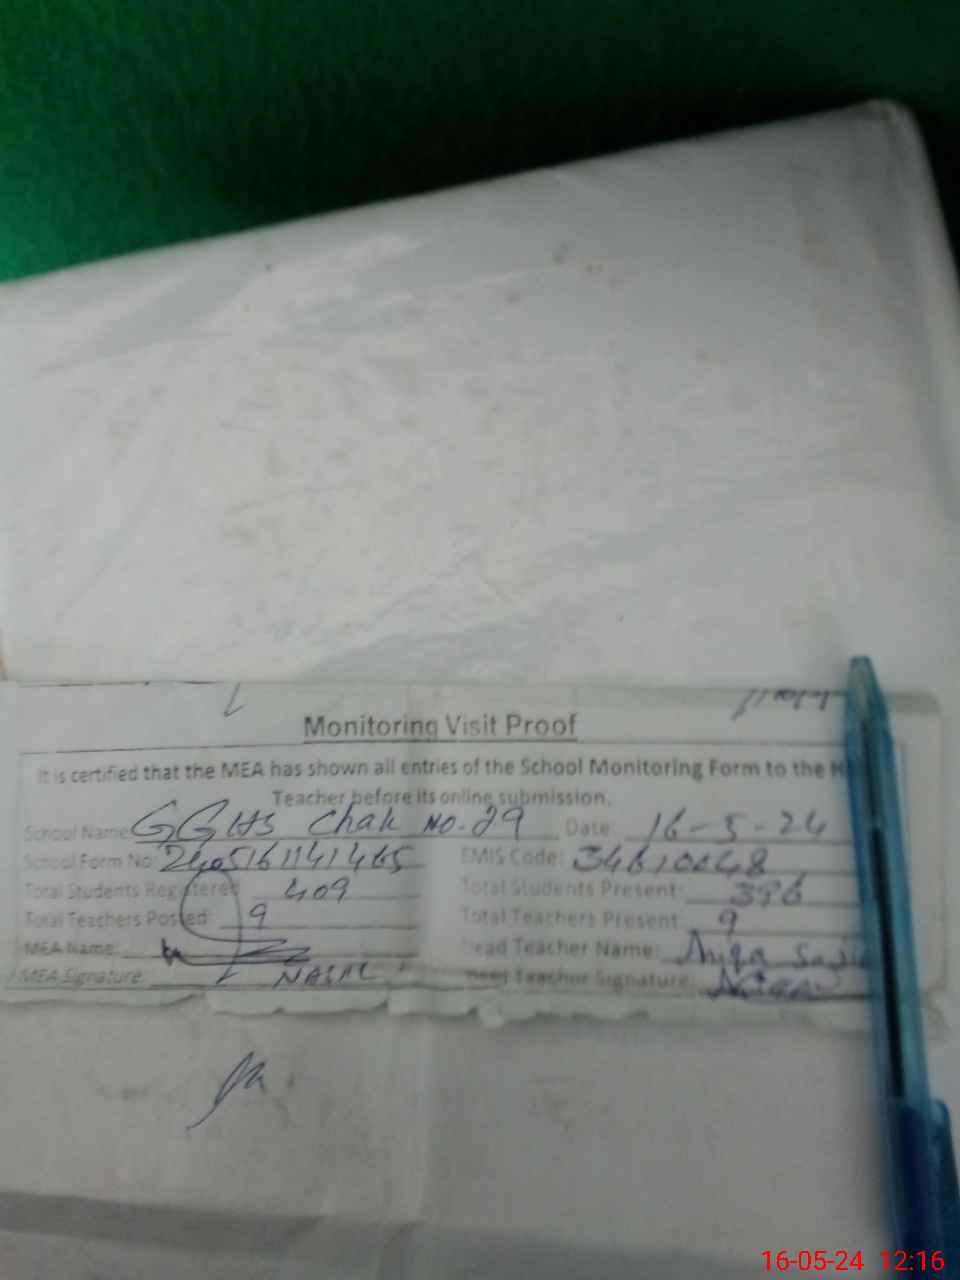 Monitoring Visit Proof
It is certified that the MEA has shown all entries of the School Monitoring Form to the
Teacher before its online submission.
School Name GGHS Chak No. 29 Date 16-5-24
School Form No: 2405161141465 EMIS Code:
Total Students Registered 409 Total Students Present: 396
Total Teachers Posted: 9 Total Teachers Present 9
MEA Name: Head Teacher Name: Aniqa
MEA Signature: Head Teacher Signature:
16-05-24 12:16